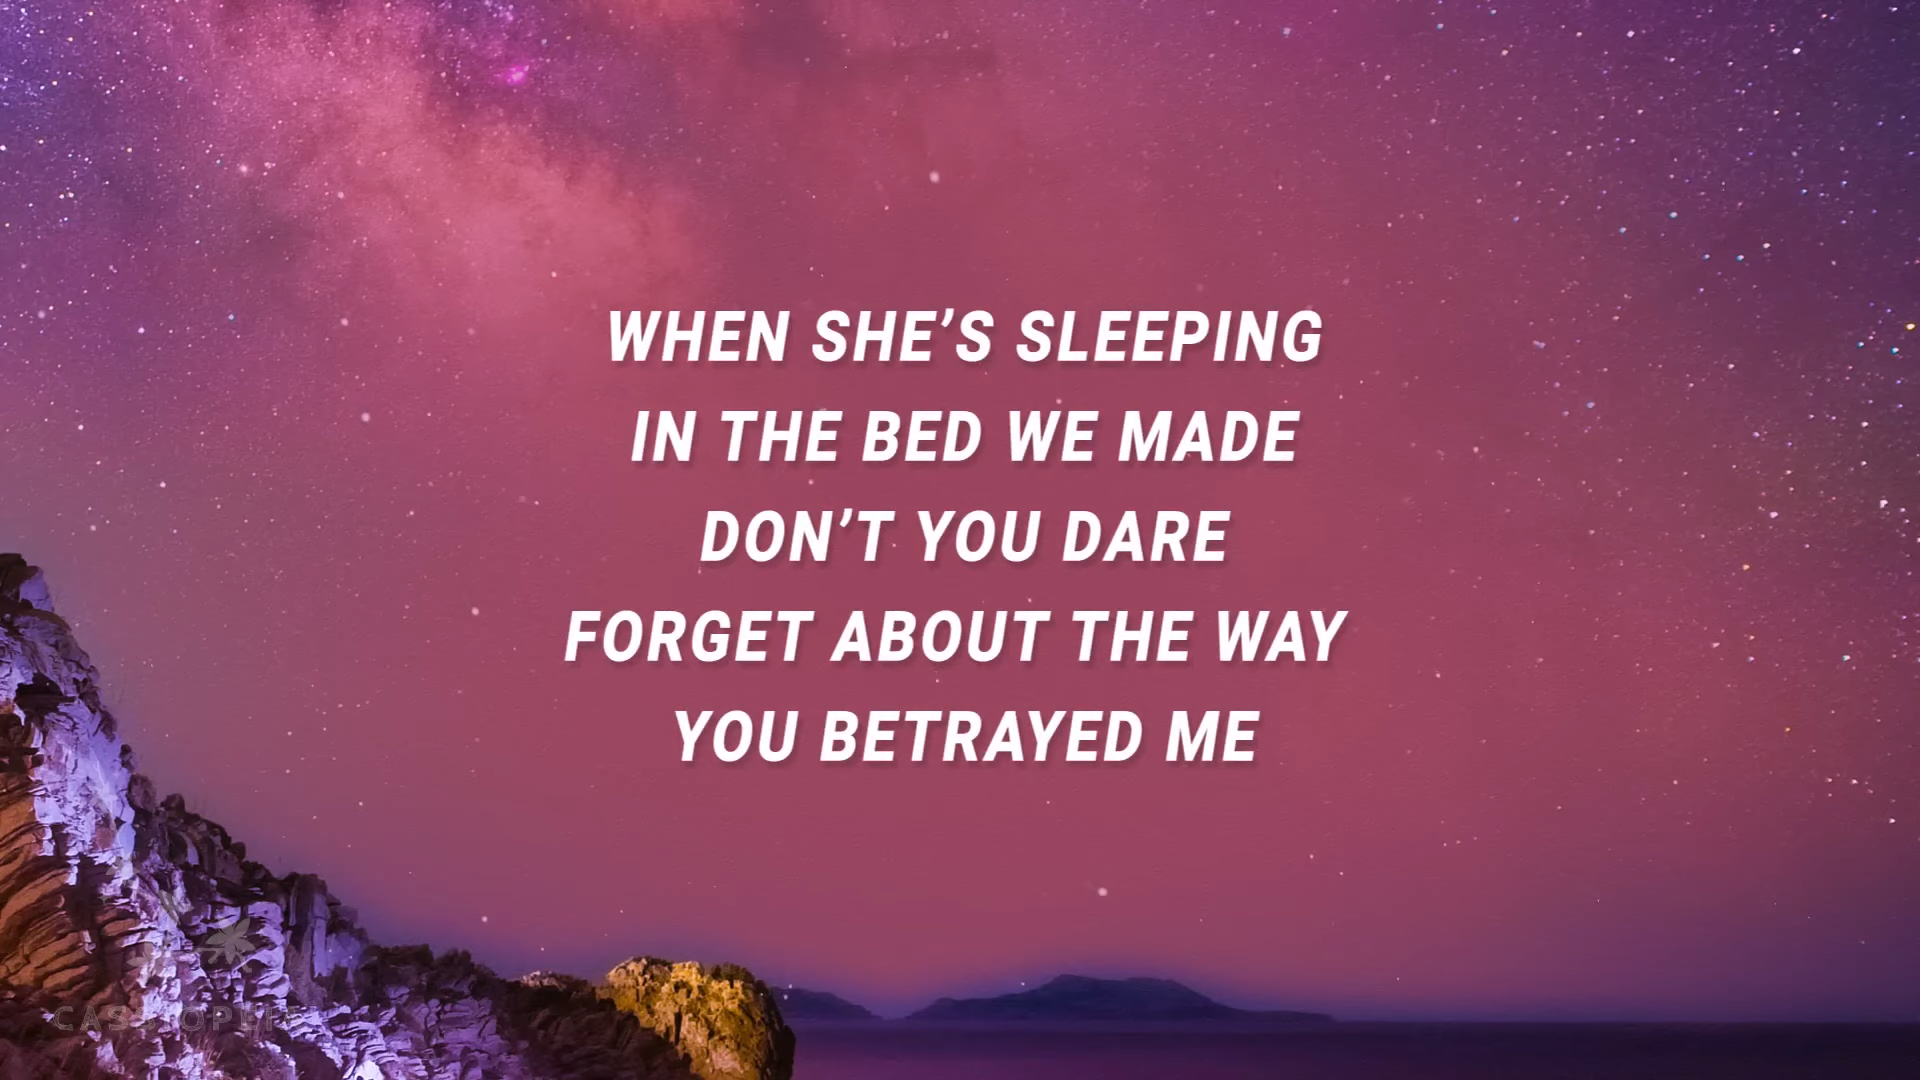 WHEN SHE’S SLEEPING
IN THE BED WE MADE
DON’T YOU DARE
FORGET ABOUT THE WAY
YOU BETRAYED ME